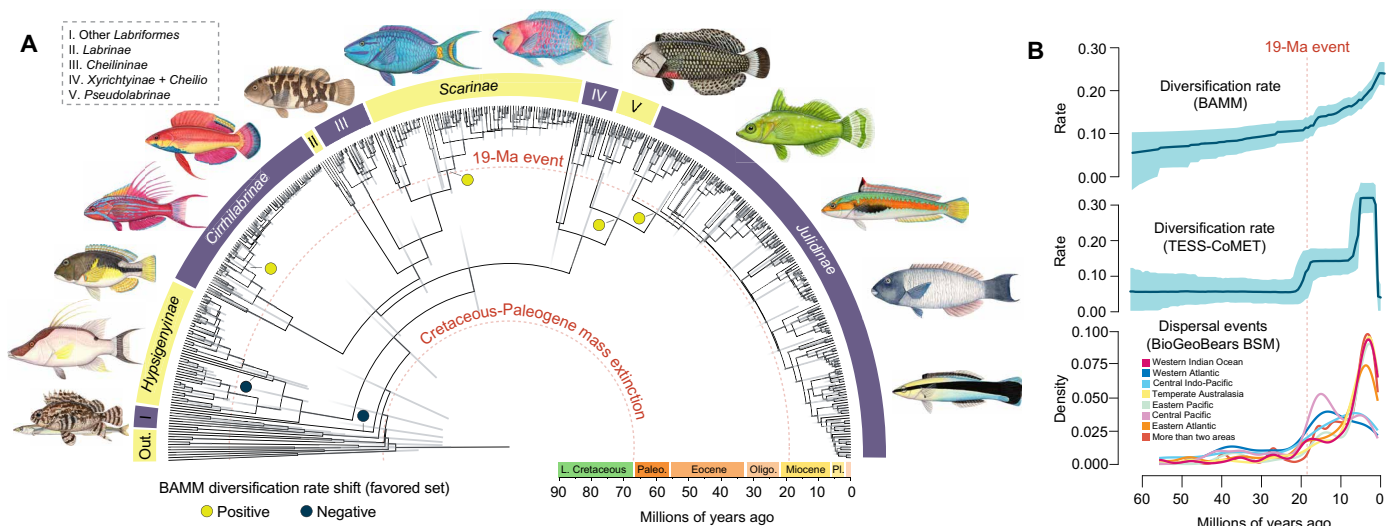 A
I. Other Labriformes
II. Labrinae
III. Cheilininae
IV. Xyrichtyinae + Cheilio
V. Pseudolabrinae
Out.
I
Hypsigenyinae
Cirrhilabrinae
II
III
Scarinae
IV
V
Julidinae
19-Ma event
Cretaceous-Paleogene mass extinction
L. Cretaceous Paleo. Eocene Oligo. Miocene Pl.
90 80 70 60 50 40 30 20 10 0
Millions of years ago
BAMM diversification rate shift (favored set)
Positive Negative
B
19-Ma event
0.30
0.20
0.10
0.00
Rate
Diversification rate
(BAMM)
0.30
0.20
0.10
0.00
Rate
Diversification rate
(TESS-CoMET)
0.100
0.075
0.050
0.025
0.000
Density
Dispersal events
(BioGeoBears BSM)
Western Indian Ocean
Western Atlantic
Central Indo-Pacific
Temperate Australasia
Eastern Pacific
Central Pacific
Eastern Atlantic
More than two areas
60 50 40 30 20 10 0
Millions of years ago